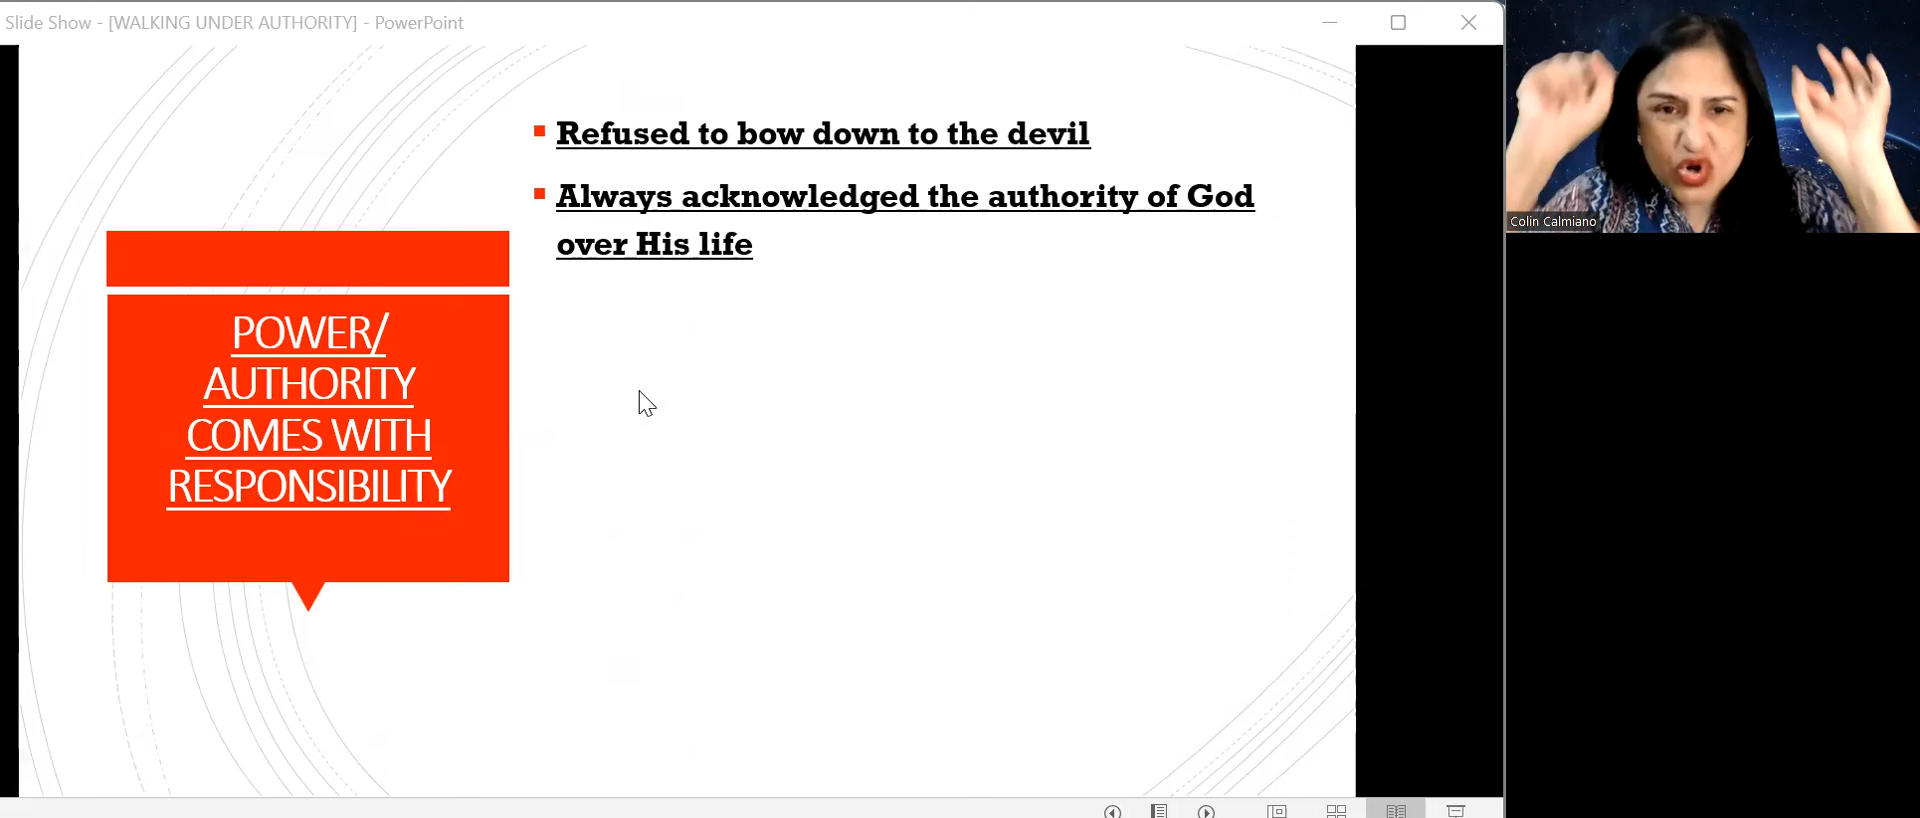 Slide Show - [WALKING UNDER AUTHORITY] - PowerPoint
Refused to bow down to the devil
Always acknowledged the authority of God
over His life
POWER/
AUTHORITY
COMES WITH
RESPONSIBILITY
Colin Calmiano